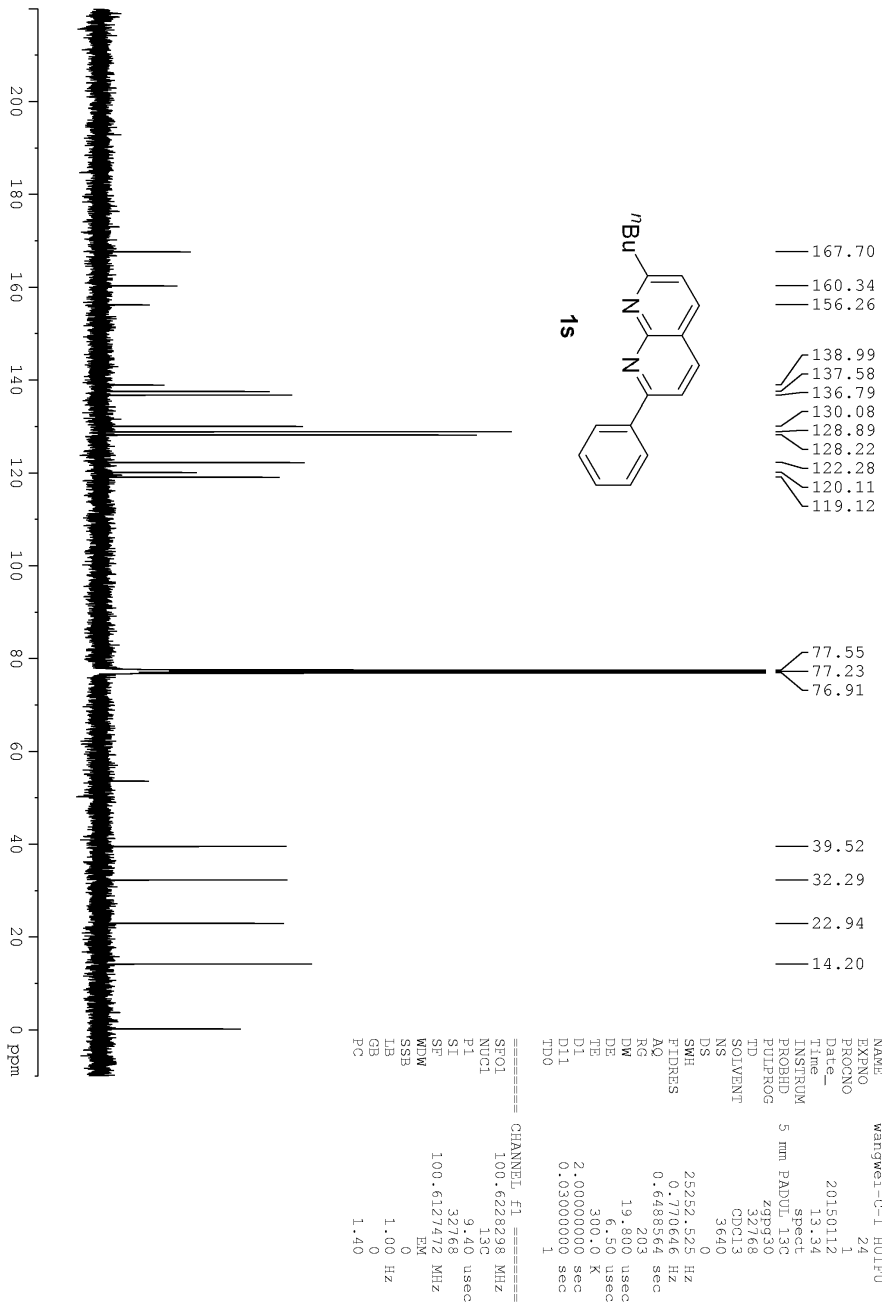 167.70
160.34
156.26
138.99
137.58
136.79
130.08
128.89
128.22
122.28
120.11
119.12
77.55
77.23
76.91
39.52
32.29
22.94
14.20
nBu
N
N
1s
200
180
160
140
120
100
80
60
40
20
0
ppm
NAME wangwei-C-1
EXPNO 24
PROCNO 1
Date_ 20150112
Time 13.34
INSTRUM spect
PROBHD 5 mm PADUL 13C
PULPROG zgpg30
TD 32768
SOLVENT CDCl3
NS 3640
DS 0
SWH 25252.525 Hz
FIDRES 0.770646 Hz
AQ 0.6488564 sec
RG 203
DW 19.800 usec
DE 6.50 usec
TE 300.0 K
D1 2.00000000 sec
D11 0.03000000 sec
TD0 1
======== CHANNEL f1 ========
SFO1 100.6228298 MHz
NUC1 13C
P1 9.40 usec
SI 32768
SF 100.6127472 MHz
WDW EM
SSB 0
LB 1.00 Hz
GB 0
PC 1.40